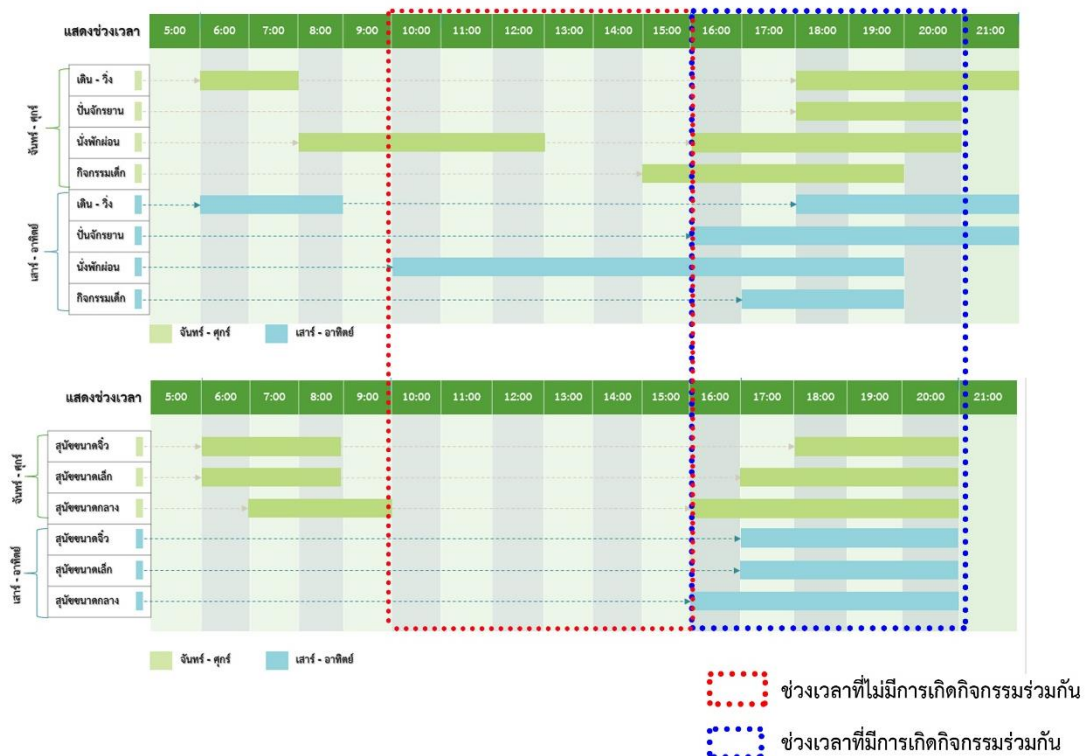 แสดงช่วงเวลา 5:00 6:00 7:00 8:00 9:00 10:00 11:00 12:00 13:00 14:00 15:00 16:00 17:00 18:00 19:00 20:00 21:00
จันทร์ - ศุกร์
เดิน - วิ่ง
ปั่นจักรยาน
นั่งพักผ่อน
กิจกรรมเด็ก
เสาร์ - อาทิตย์
เดิน - วิ่ง
ปั่นจักรยาน
นั่งพักผ่อน
กิจกรรมเด็ก
จันทร์ - ศุกร์ เสาร์ - อาทิตย์
แสดงช่วงเวลา 5:00 6:00 7:00 8:00 9:00 10:00 11:00 12:00 13:00 14:00 15:00 16:00 17:00 18:00 19:00 20:00 21:00
จันทร์ - ศุกร์
สุนัขขนาดจิ๋ว
สุนัขขนาดเล็ก
สุนัขขนาดกลาง
เสาร์ - อาทิตย์
สุนัขขนาดจิ๋ว
สุนัขขนาดเล็ก
สุนัขขนาดกลาง
จันทร์ - ศุกร์ เสาร์ - อาทิตย์
ช่วงเวลาที่ไม่มีการเกิดกิจกรรมร่วมกัน
ช่วงเวลาที่มีการเกิดกิจกรรมร่วมกัน